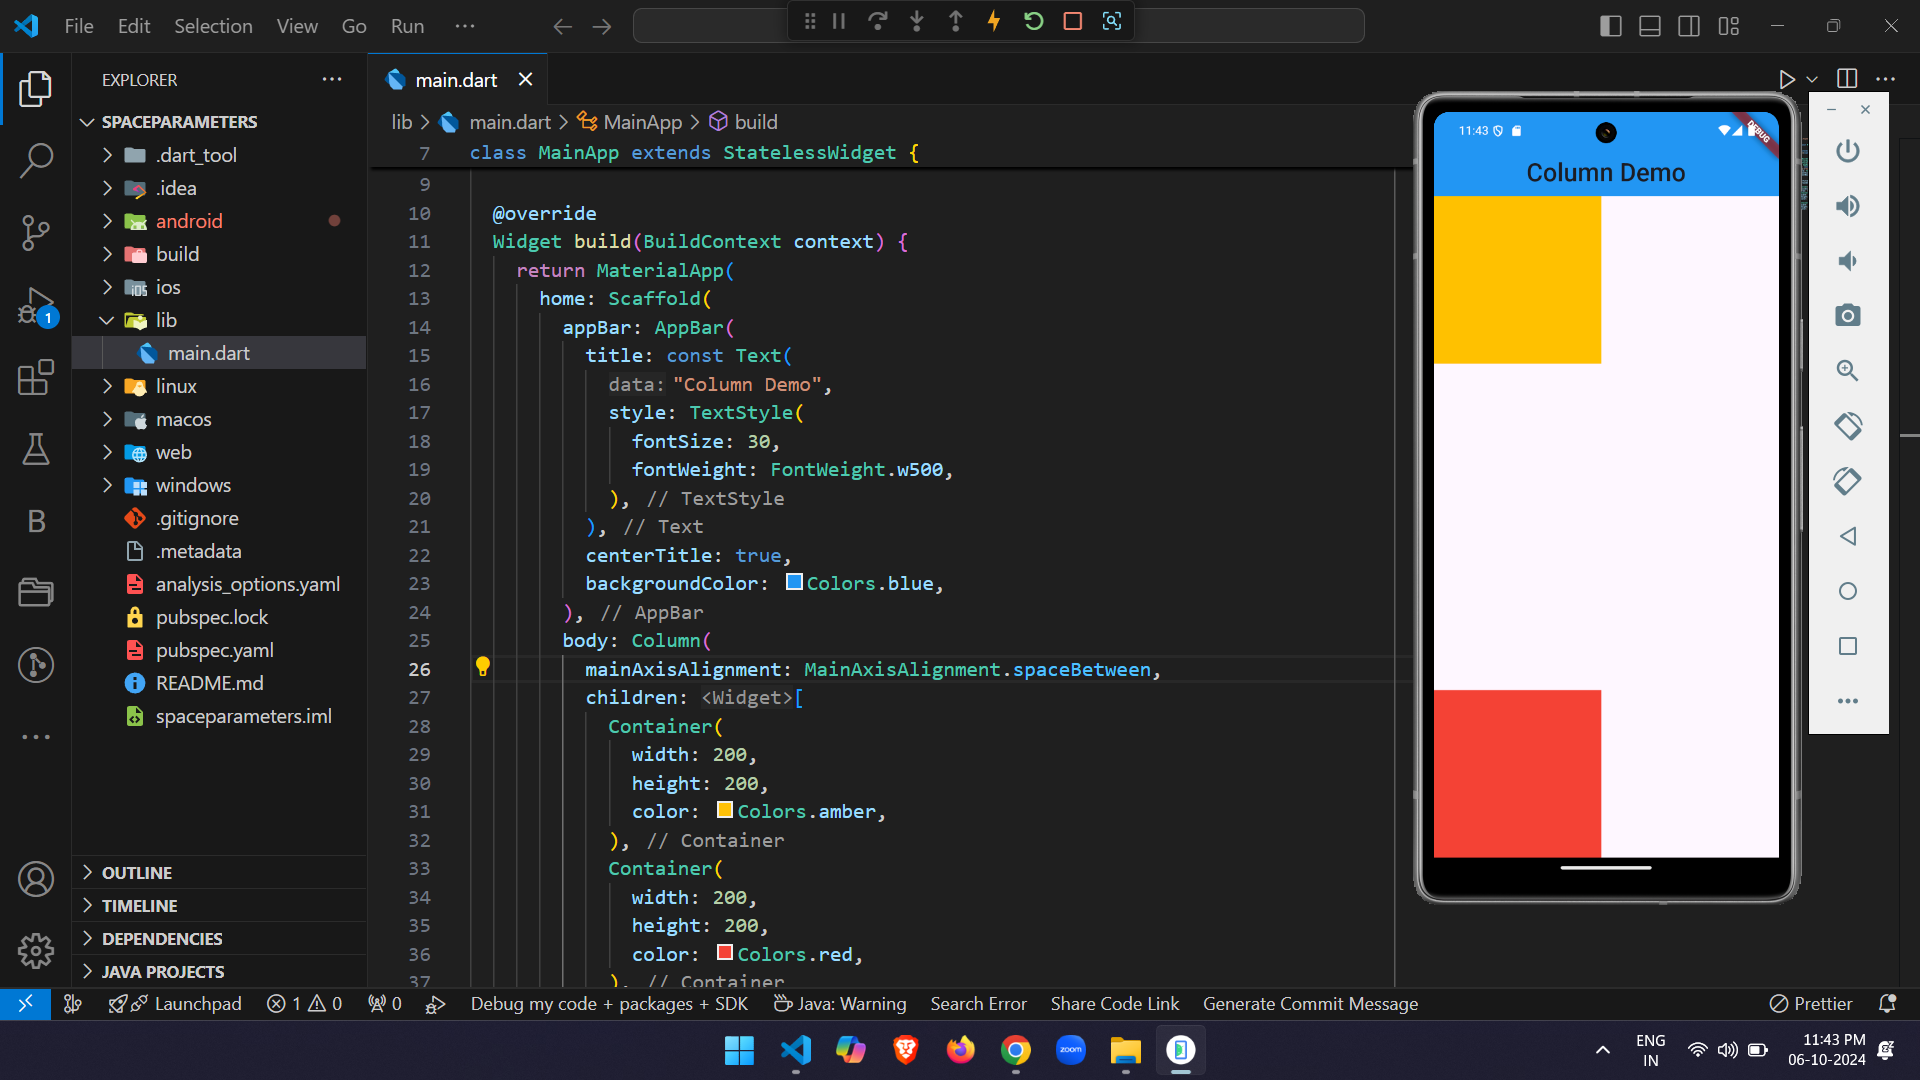 File Edit Selection View Go Run ···
EXPLORER
SPACEPARAMETERS
.dart_tool
.idea
android
build
ios
lib
main.dart
linux
macos
web
windows
.gitignore
.metadata
analysis_options.yaml
pubspec.lock
pubspec.yaml
README.md
spaceparameters.iml
OUTLINE
TIMELINE
DEPENDENCIES
JAVA PROJECTS
1
B
main.dart
lib > main.dart > MainApp > build
7 class MainApp extends StatelessWidget {
9
10 @override
11 Widget build(BuildContext context) {
12 return MaterialApp(
13 home: Scaffold(
14 appBar: AppBar(
15 title: const Text(
16 data: "Column Demo",
17 style: TextStyle(
18 fontSize: 30,
19 fontWeight: FontWeight.w500,
20 ), // TextStyle
21 ), // Text
22 centerTitle: true,
23 backgroundColor: Colors.blue,
24 ), // AppBar
25 body: Column(
26 mainAxisAlignment: MainAxisAlignment.spaceBetween,
27 children: <Widget>[
28 Container(
29 width: 200,
30 height: 200,
31 color: Colors.amber,
32 ), // Container
33 Container(
34 width: 200,
35 height: 200,
36 color: Colors.red,
37 ), // Container
11:43
DEBUG
Column Demo
Launchpad 1 0 0 Debug my code + packages + SDK Java: Warning Search Error Share Code Link Generate Commit Message Prettier
zoom
ENG
IN
11:43 PM
06-10-2024